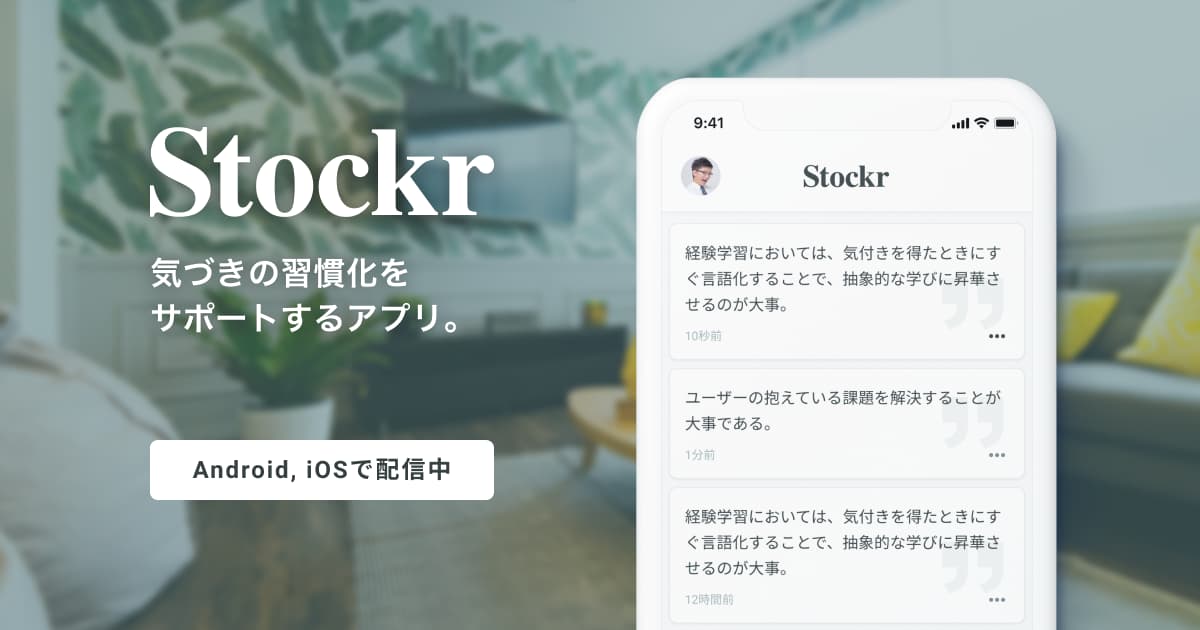 Stockr
気づきの習慣化を
サポートするアプリ。
Android, iOSで配信中
9:41
Stockr
経験学習においては、気付きを得たときにす
ぐ言語化することで、抽象的な学びに昇華さ
せるのが大事。
10秒前
ユーザーの抱えている課題を解決することが
大事である。
1分前
経験学習においては、気付きを得たときにす
ぐ言語化することで、抽象的な学びに昇華さ
せるのが大事。
12時間前